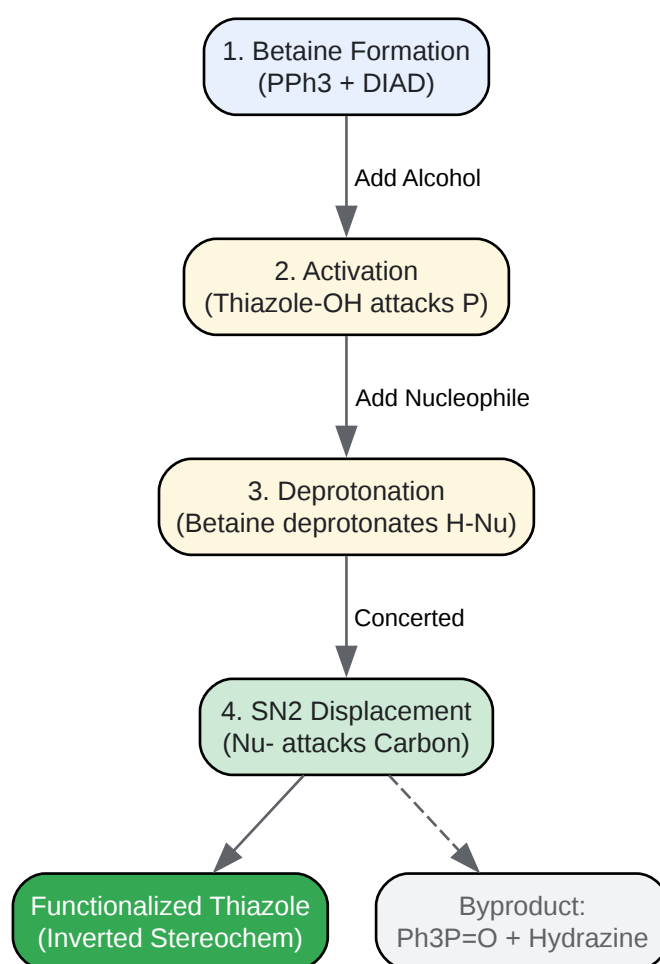 1. Betaine Formation
(PPh3 + DIAD)
Add Alcohol
2. Activation
(Thiazole-OH attacks P)
Add Nucleophile
3. Deprotonation
(Betaine deprotonates H-Nu)
Concerted
4. SN2 Displacement
(Nu- attacks Carbon)
Functionalized Thiazole
(Inverted Stereochem)
Byproduct:
Ph3P=O + Hydrazine